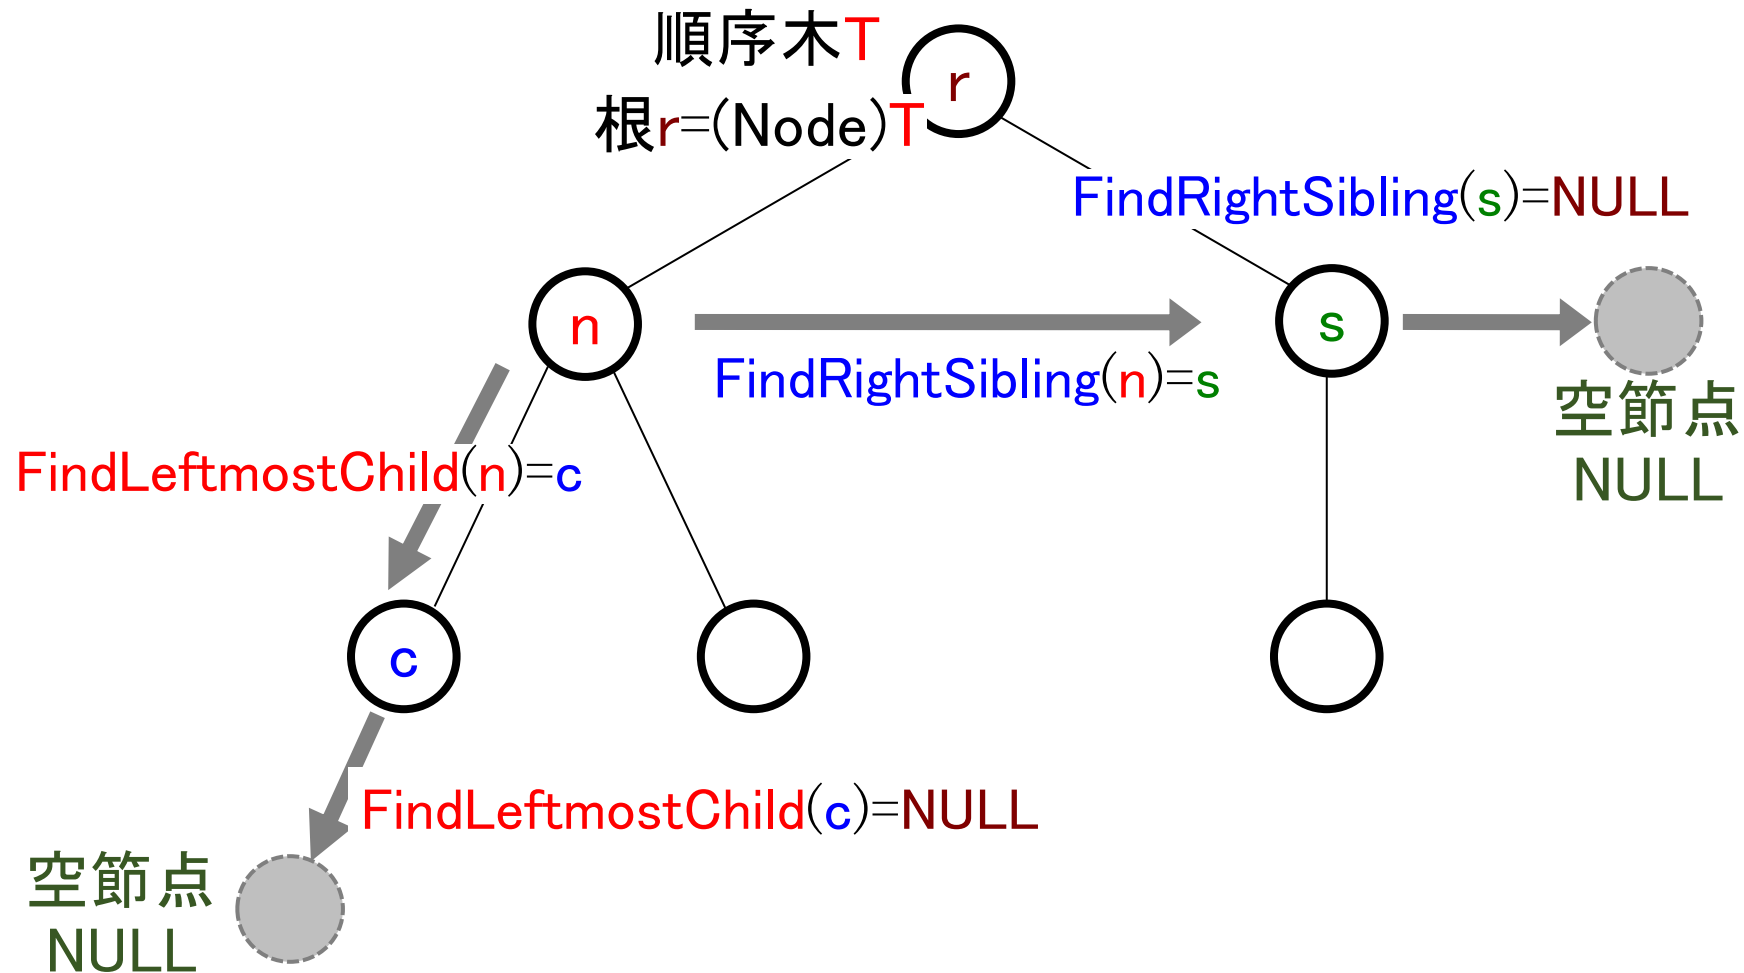 順序木T
r
根r=(Node)T
FindRightSibling(s)=NULL
n
s
FindRightSibling(n)=s
空節点
NULL
FindLeftmostChild(n)=c
c
FindLeftmostChild(c)=NULL
空節点
NULL